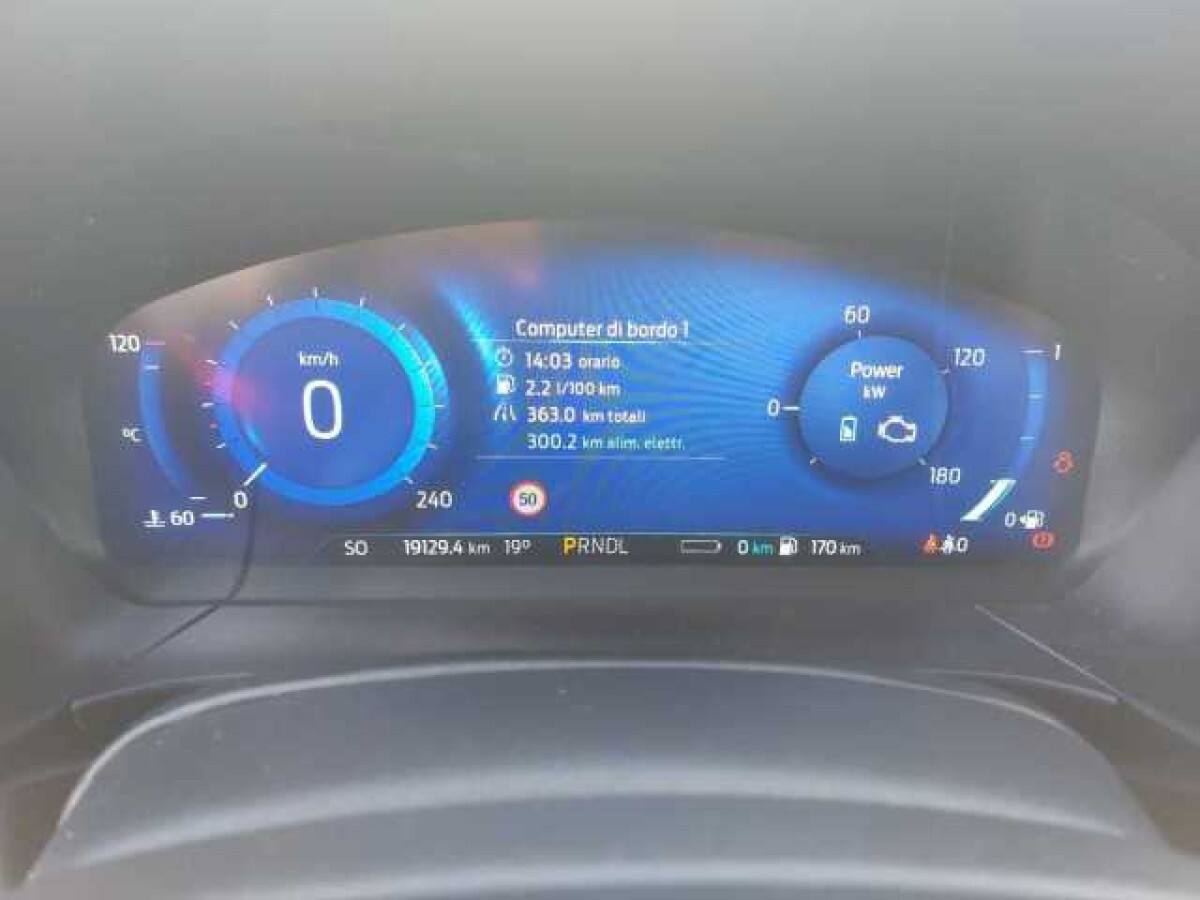 Computer di bordo 1
14:03 orario
2.2 l/100 km
363.0 km totali
300.2 km alim. elettr.
120
°C
60
km/h
0
0
240
50
60
0
120
180
Power
kW
1
0
SO 19129.4 km 19° PRNDL 0 km 170 km
0